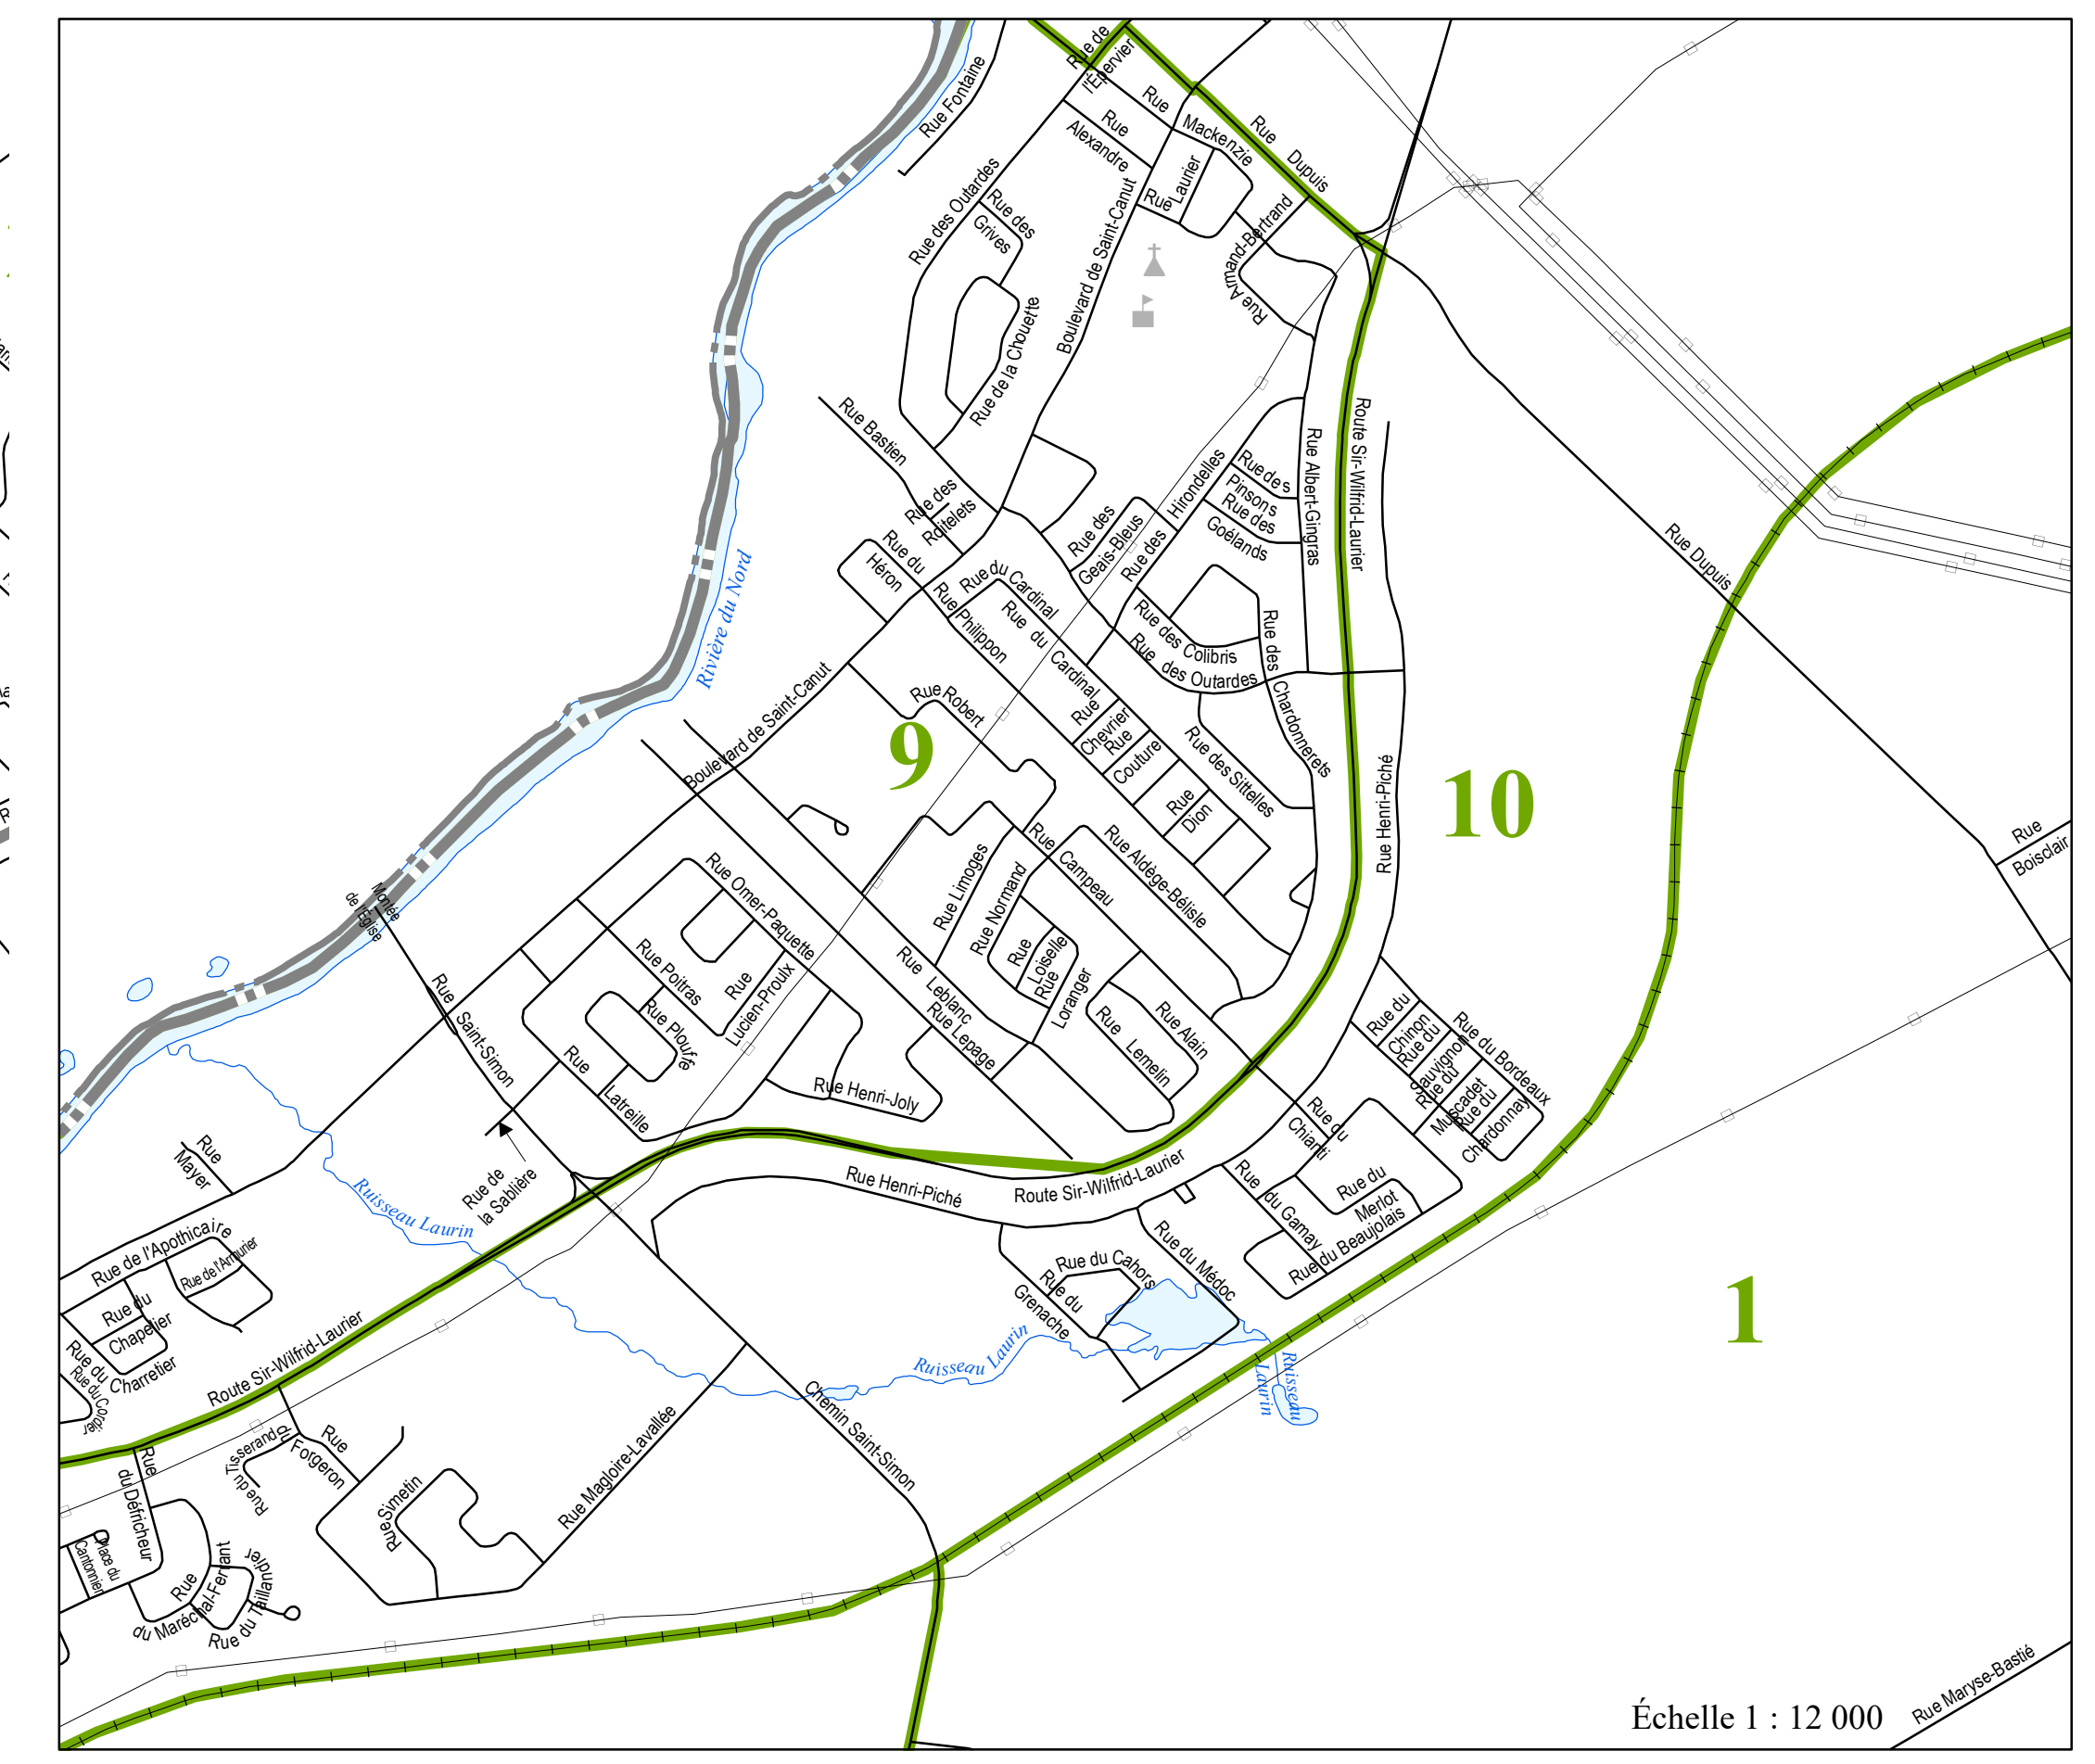 Rue de
l'Épervier
Rue Fontaine
Rue
Mackenzie
Rue
Dupuis
Rue
Alexandre
Rue
Laurier
Rue des Outardes
Rue des
Grives
Boulevard de Saint-Canut
Rue Armand-Bertrand
Rue de la Chouette
Rue Bastien
Rue des
Roitelets
Rue du
Héron
Rue des
Geais-Bleus
Rue des
Hirondelles
Rue des
Pinsons
Rue des
Goélands
Rue Albert-Gingras
Route Sir-Wilfrid-Laurier
Rue Dupuis
Rivière du Nord
Rue du Cardinal
Rue
Philippon
Rue du Cardinal
Rue des Colibris
Rue des Outardes
Rue des Chardonnerets
Boulevard de Saint-Canut
Rue Robert
9
Rue
Chevrier
Rue
Couture
Rue
Dion
Rue des Sittelles
Rue Henri-Piché
10
Rue
Boisclair
Rue Limoges
Rue Normand
Rue Campeau
Rue Aldège-Bélisle
Rue
Loiselle
Rue
Loranger
Rue
Lemelin
Rue Alain
Rue Omer-Paquette
Rue Poitras
Rue
Lucien-Proulx
Rue Plouffe
Rue
Leblanc
Rue Lepage
Montée
de l'Église
Rue
Saint-Simon
Rue
Latreille
Rue Henri-Joly
Rue du
Chinon
Rue du
Sauvignon
Rue du
Muscadet
Rue du
Chardonnay
Rue du Bordeaux
Rue du
Chianti
Rue
Mayer
Rue de
la Sablière
Ruisseau Laurin
Rue Henri-Piché
Route Sir-Wilfrid-Laurier
Rue du Gamay
Rue du
Merlot
Rue du Beaujolais
Rue du Médoc
Rue du Cahors
Rue du
Grenache
Rue de l'Apothicaire
Rue de l'Armurier
Rue du
Chapelier
Rue du
Charretier
Rue du Cordier
Route Sir-Wilfrid-Laurier
Ruisseau Laurin
Ruisseau
Laurin
1
Chemin Saint-Simon
Rue Magloire-Lavallée
Rue
du Forgeron
Rue du
Tisserand
Rue Simetin
Rue
du Défricheur
Place du
Cantonnier
Rue
du Maréchal-Ferrant
Rue du Taillandier
Échelle 1 : 12 000
Rue Maryse-Bastié